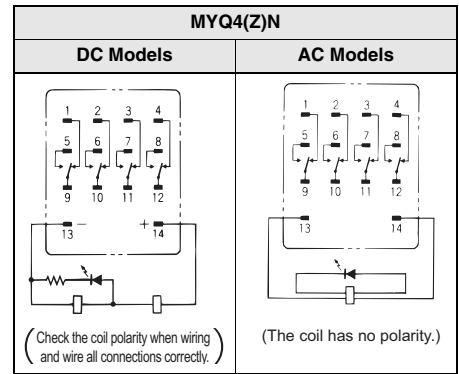 MYQ4(Z)N
DC Models
AC Models
1 2 3 4
5 6 7 8
9 10 11 12
− +
13 14
(Check the coil polarity when wiring
and wire all connections correctly.)
1 2 3 4
5 6 7 8
9 10 11 12
13 14
(The coil has no polarity.)